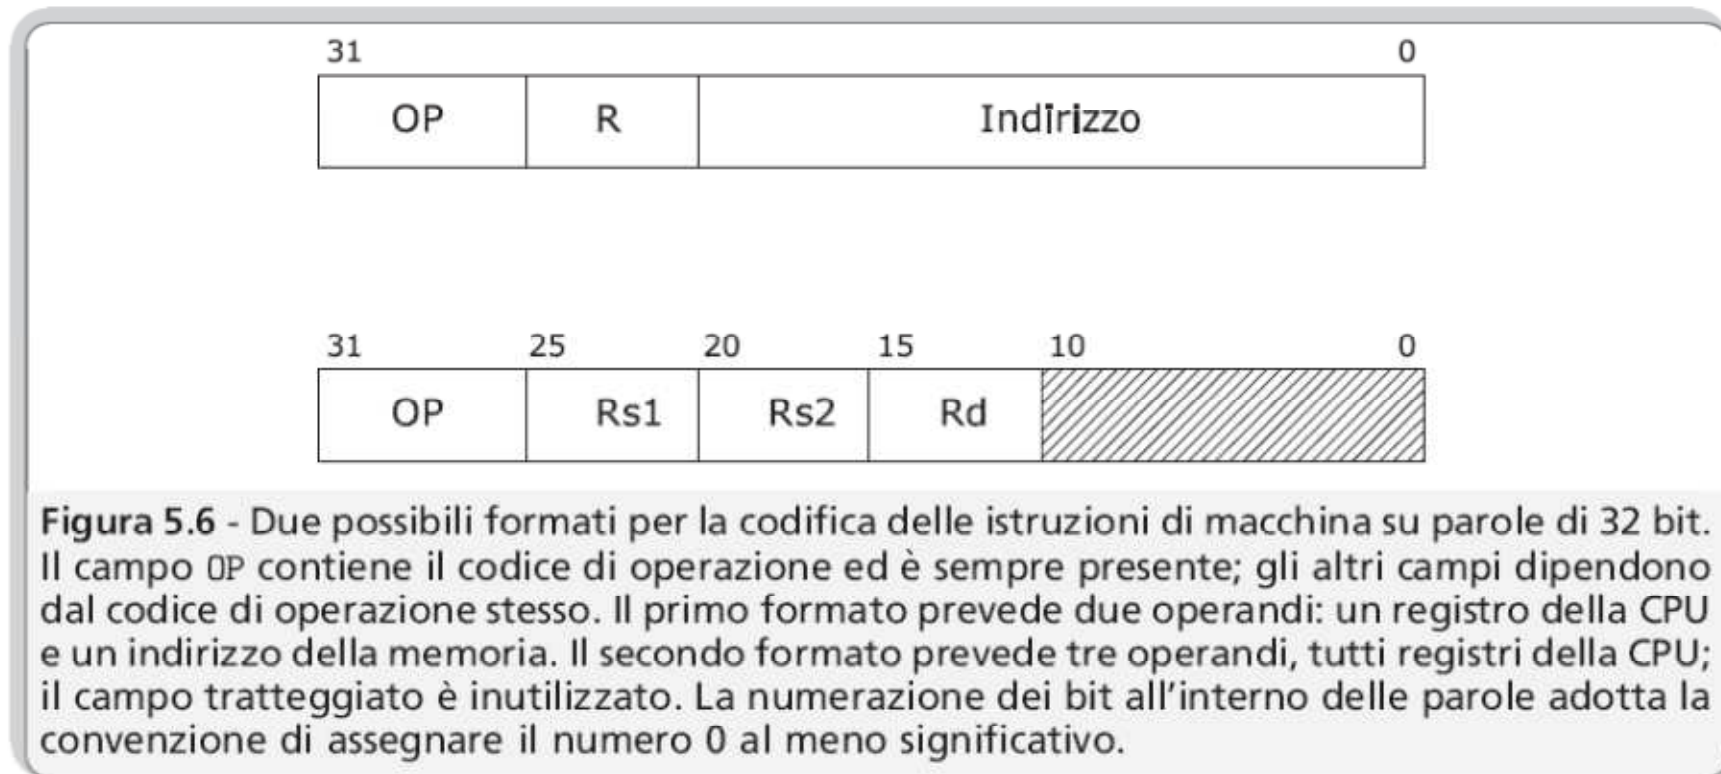 31 0
OP R Indirizzo
31 25 20 15 10 0
OP Rs1 Rs2 Rd
Figura 5.6 - Due possibili formati per la codifica delle istruzioni di macchina su parole di 32 bit.
Il campo OP contiene il codice di operazione ed è sempre presente; gli altri campi dipendono
dal codice di operazione stesso. Il primo formato prevede due operandi: un registro della CPU
e un indirizzo della memoria. Il secondo formato prevede tre operandi, tutti registri della CPU;
il campo tratteggiato è inutilizzato. La numerazione dei bit all'interno delle parole adotta la
convenzione di assegnare il numero 0 al meno significativo.